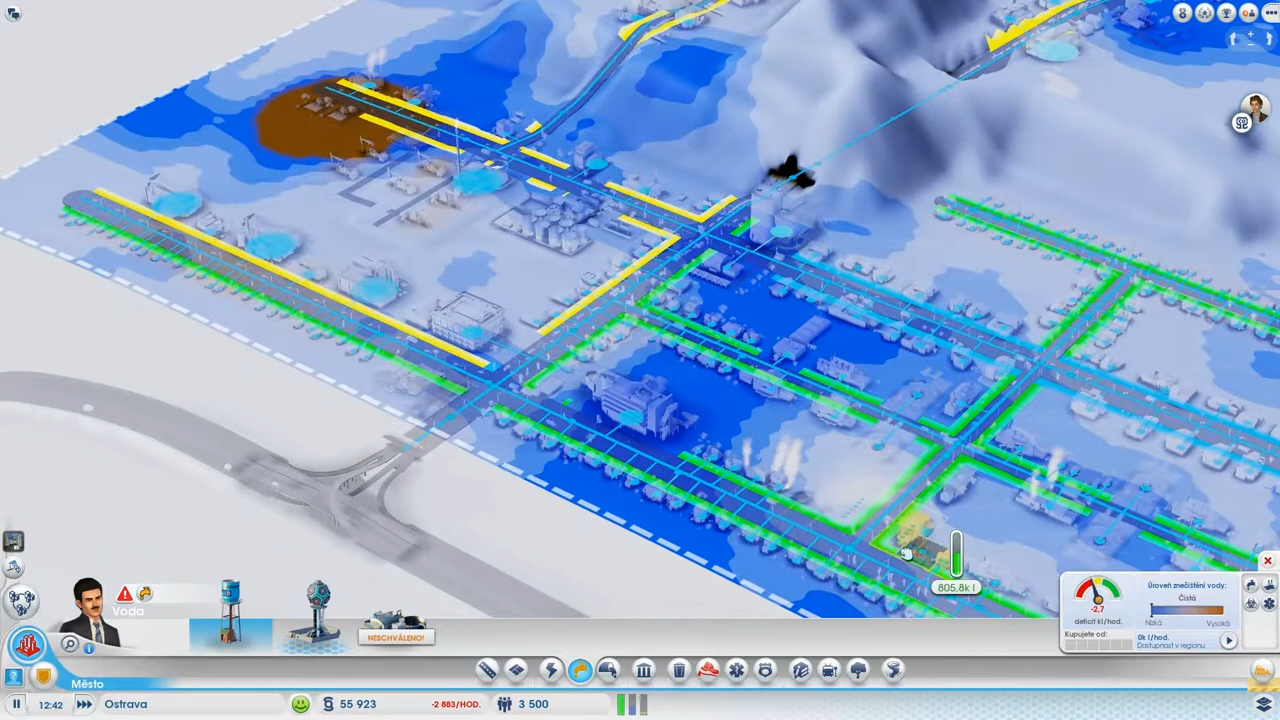 805,8k l
Voda
NESCHVÁLENO!
Úroveň znečištění vody:
Čistá
Nízká
Vysoká
-2,7
deficit kl/hod.
Kupujete od:
0k l/hod.
Dostupnost v regionu
Město
12:42
Ostrava
55 923
-2 883/HOD.
3 500